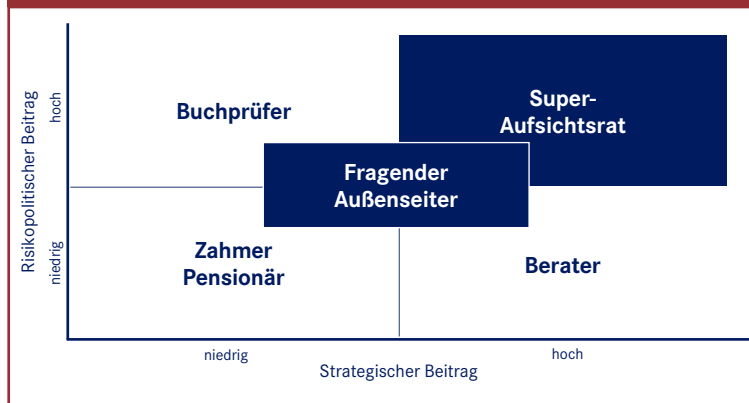 Risikopolitischer Beitrag
hoch
niedrig
Buchprüfer
Super-
Aufsichtsrat
Fragender
Außenseiter
Zahmer
Pensionär
Berater
niedrig
hoch
Strategischer Beitrag